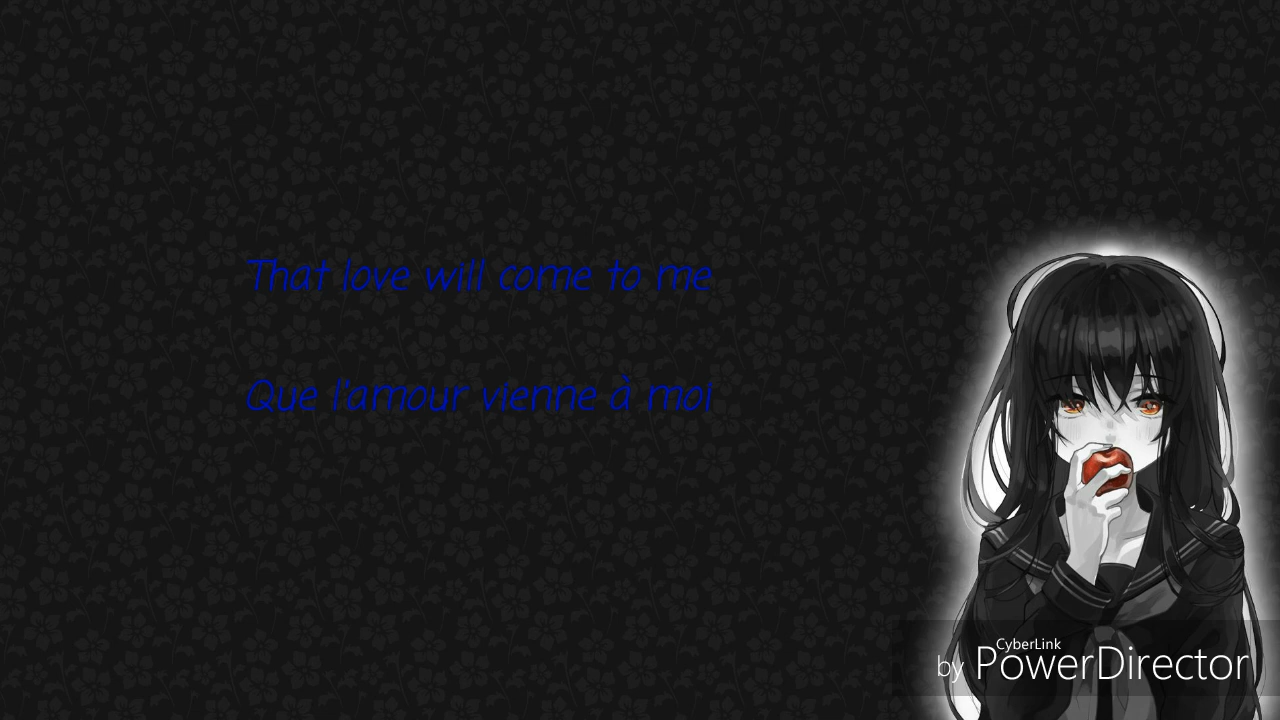 That love will come to me
Que l'amour vienne à moi
CyberLink
by PowerDirector